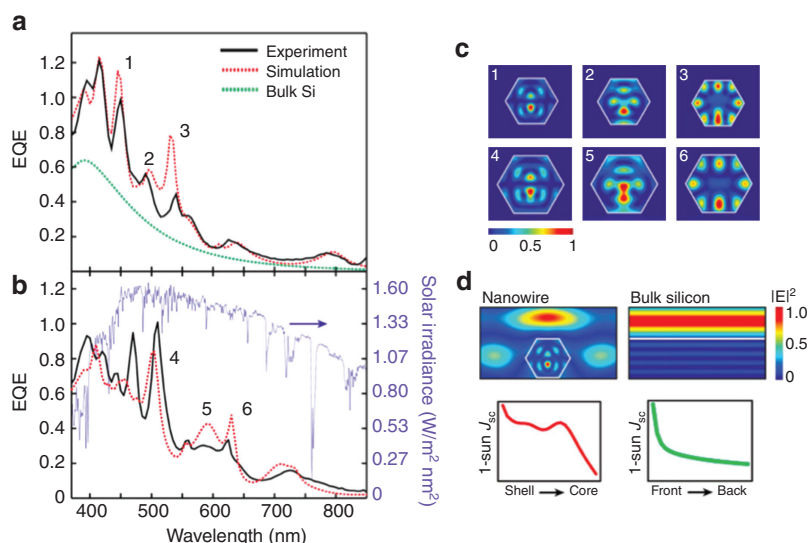 a
1.2
1.0
0.8
0.6
0.4
0.2
EQE
1
2
3
Experiment
Simulation
Bulk Si
b
1.2
1.0
0.8
0.6
0.4
0.2
0
EQE
4
5
6
1.60
1.33
1.07
0.80
0.53
0.27
0
Solar irradiance (W/m² nm²)
400
500
600
700
800
Wavelength (nm)
c
1
2
3
4
5
6
0
0.5
1
d
Nanowire
Bulk silicon
|E|²
1.0
0.5
0
1-sun Jsc
Shell
Core
1-sun Jsc
Front
Back